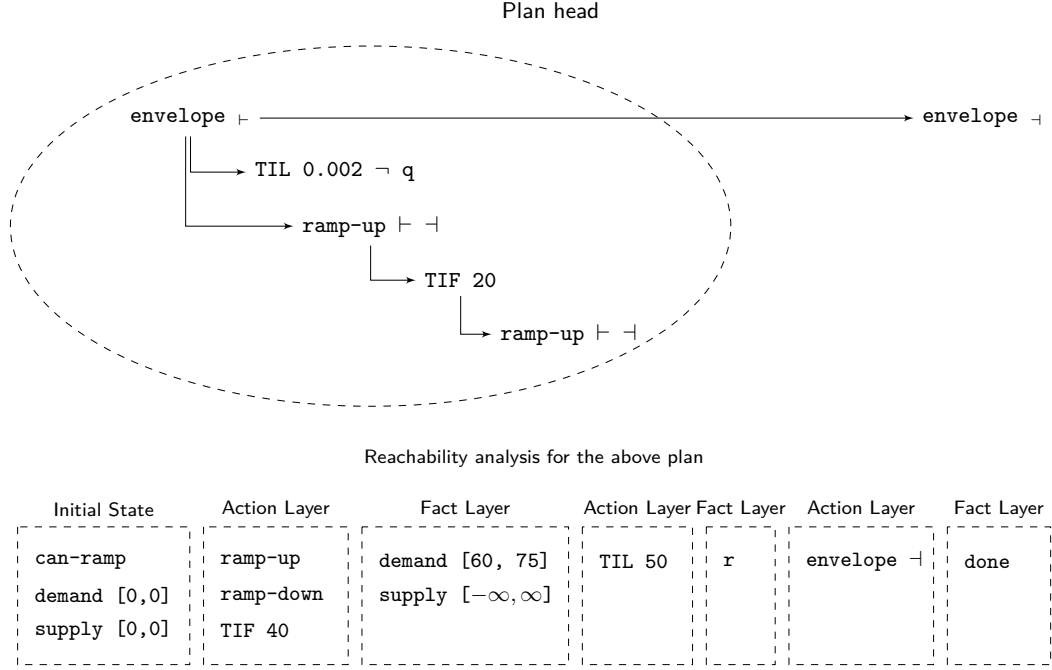 Plan head
envelope ⊢ envelope ⊣
TIL 0.002 ¬ q
ramp-up ⊢ ⊣
TIF 20
ramp-up ⊢ ⊣
Reachability analysis for the above plan
Initial State Action Layer Fact Layer Action Layer Fact Layer Action Layer Fact Layer
can-ramp ramp-up demand [60, 75] TIL 50 r envelope ⊣ done
demand [0,0] ramp-down supply [−∞,∞]
supply [0,0] TIF 40